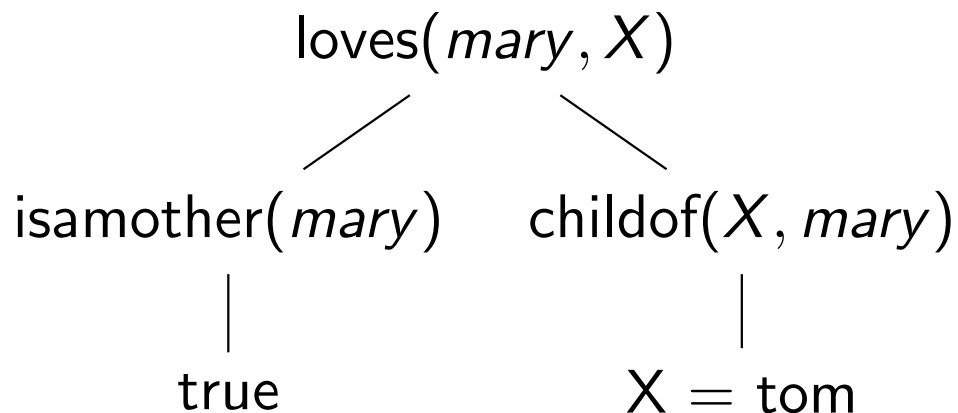 loves(mary, X)
isamother(mary) childof(X, mary)
true X = tom